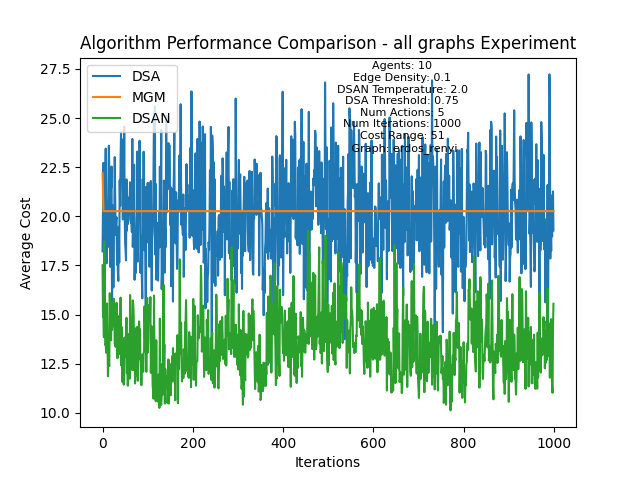 Algorithm Performance Comparison - all graphs Experiment
DSA
MGM
DSAN
Agents: 10
Edge Density: 0.1
DSAN Temperature: 2.0
DSA Threshold: 0.75
Num Actions: 5
Num Iterations: 1000
Cost Range: 51
Graph: erdos_renyi
Average Cost
27.5
25.0
22.5
20.0
17.5
15.0
12.5
10.0
0
200
400
600
800
1000
Iterations